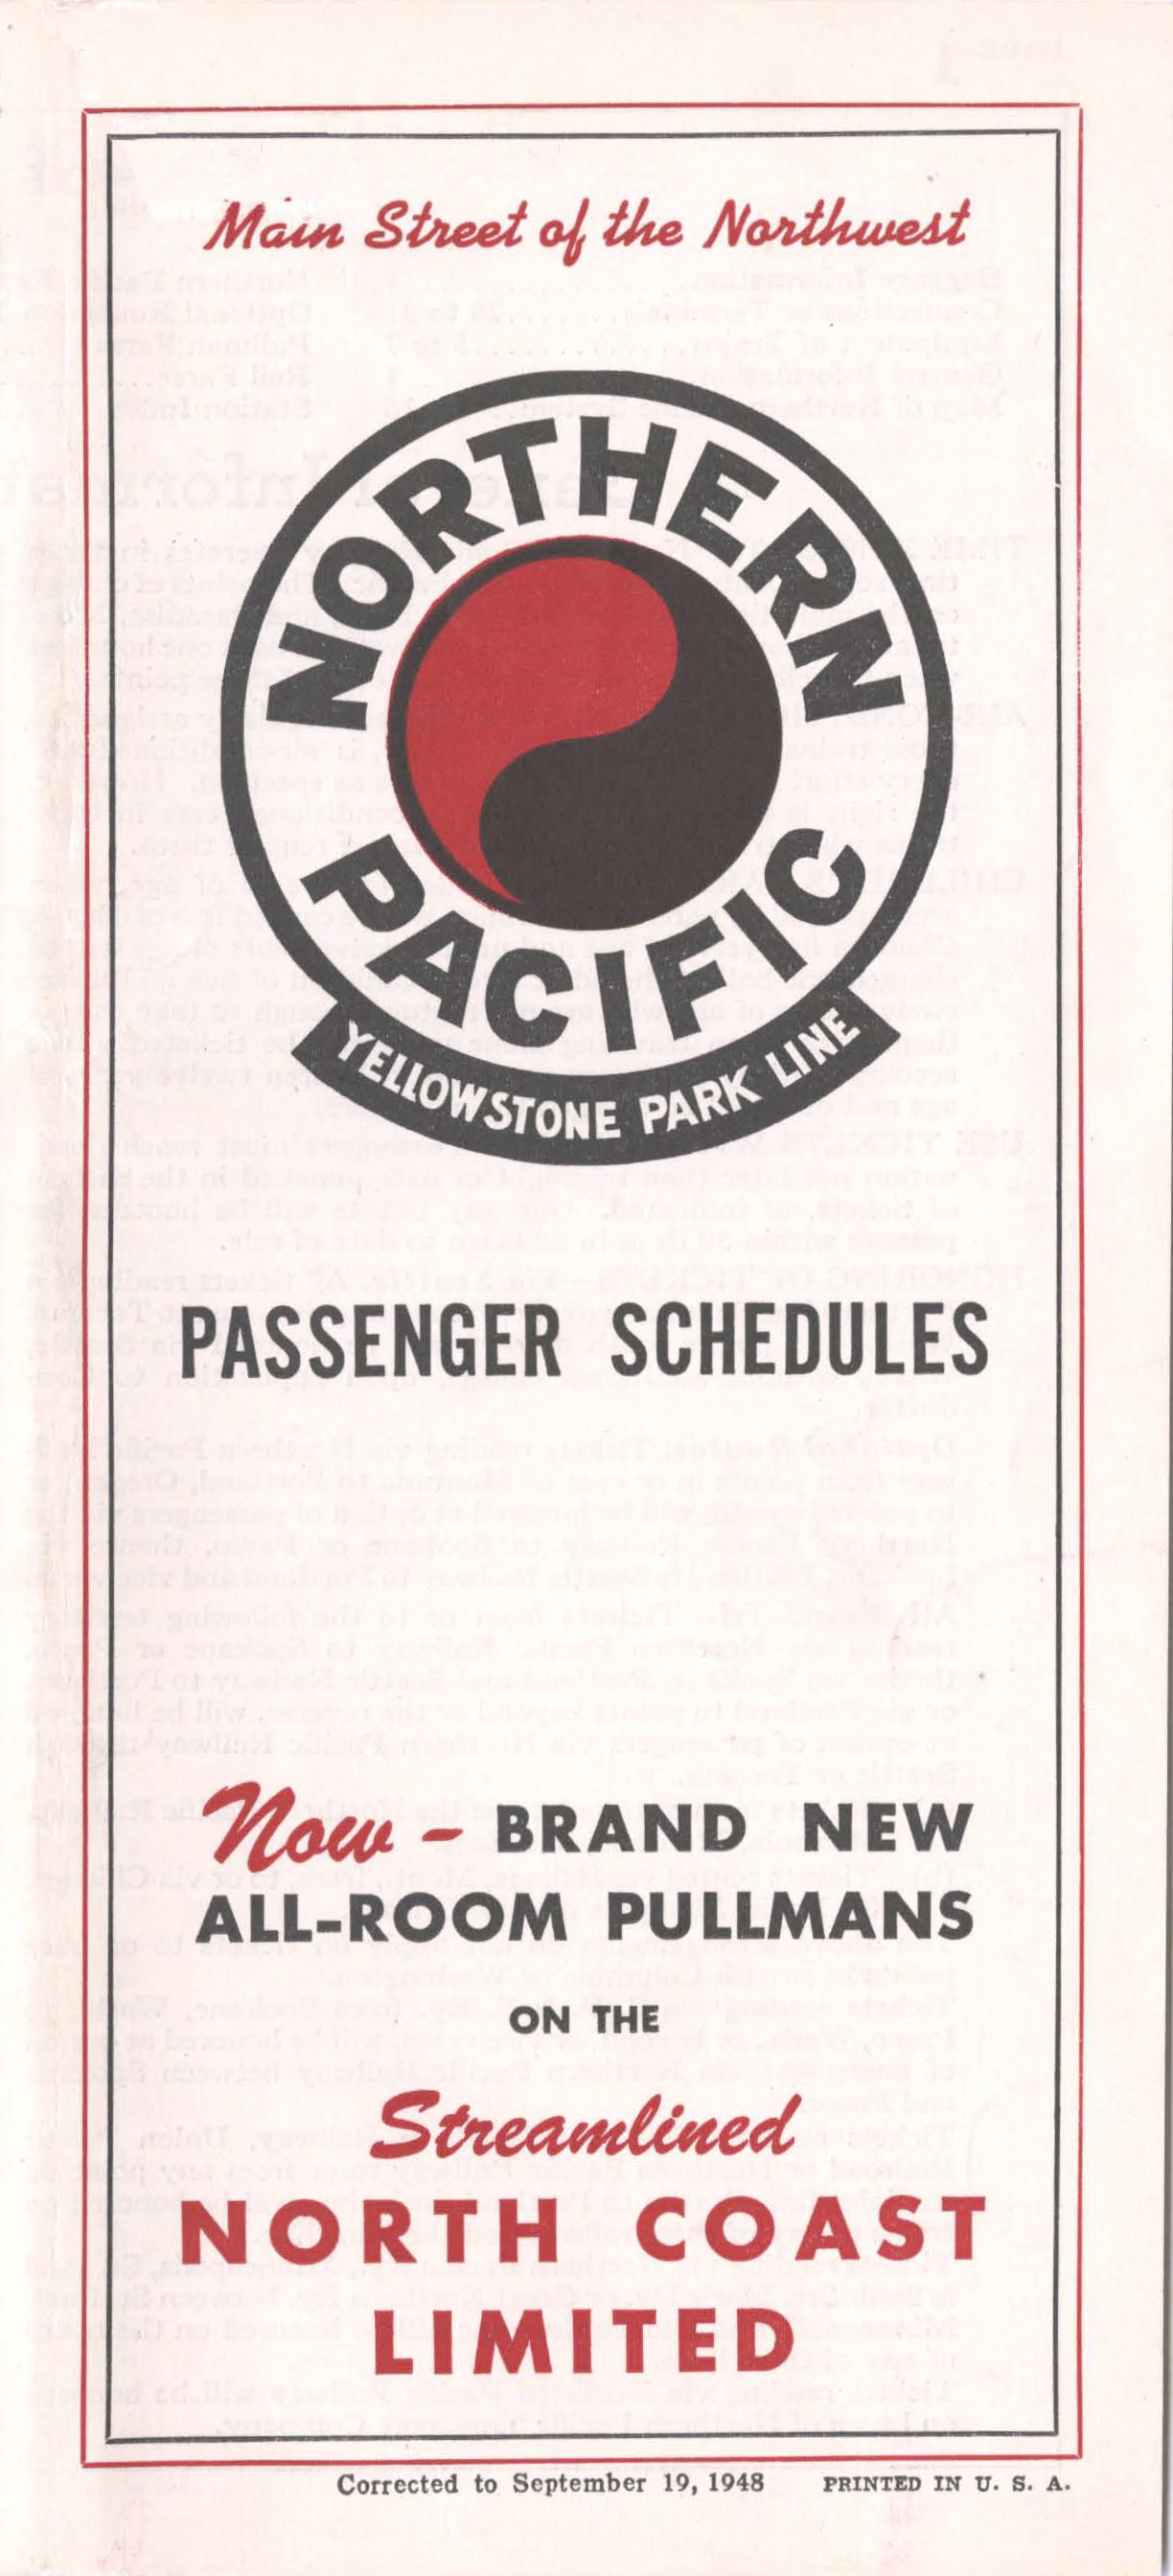 Main Street of the Northwest
NORTHERN
PACIFIC
YELLOWSTONE PARK LINE
PASSENGER SCHEDULES
Now - BRAND NEW
ALL-ROOM PULLMANS
ON THE
Streamlined
NORTH COAST
LIMITED
Corrected to September 19, 1948 PRINTED IN U. S. A.